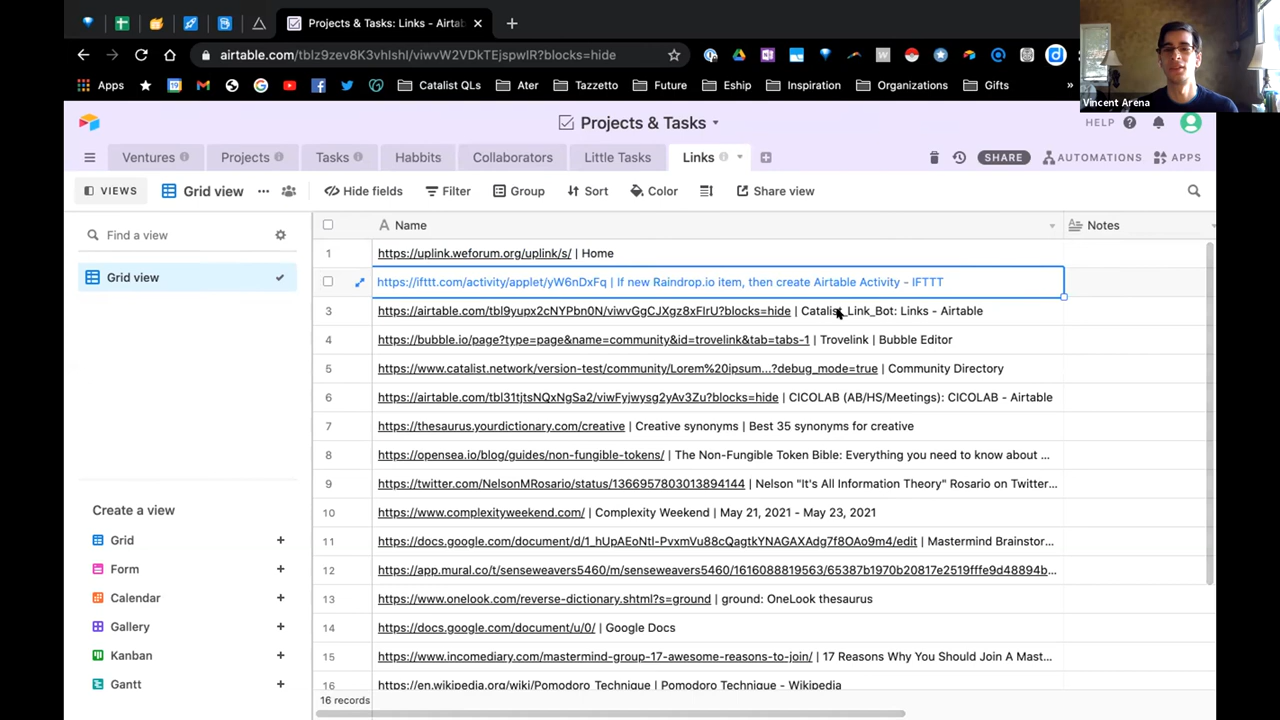 Projects & Tasks: Links - Airtab
airtable.com/tblz9zev8K3vhIshI/viwvW2VDkTEjspwIR?blocks=hide
Apps
Catalist QLs
Ater
Tazzetto
Future
Eship
Inspiration
Organizations
Gifts
»
Vincent Arena
Projects & Tasks
HELP
Ventures
Projects
Tasks
Habbits
Collaborators
Little Tasks
Links
SHARE
AUTOMATIONS
APPS
VIEWS
Grid view
Hide fields
Filter
Group
Sort
Color
Share view
Find a view
Grid view
Create a view
Grid
Form
Calendar
Gallery
Kanban
Gantt
Name
Notes
1 https://uplink.weforum.org/uplink/s/ | Home
https://ifttt.com/activity/applet/yW6nDxFq | If new Raindrop.io item, then create Airtable Activity - IFTTT
3 https://airtable.com/tbl9yupx2cNYPbn0N/viwvGgCJXgz8xFIrU?blocks=hide | Catalist_Link_Bot: Links - Airtable
4 https://bubble.io/page?type=page&name=community&id=trovelink&tab=tabs-1 | Trovelink | Bubble Editor
5 https://www.catalist.network/version-test/community/Lorem%20ipsum...?debug_mode=true | Community Directory
6 https://airtable.com/tbl31tjtsNQxNgSa2/viwFyjwysg2yAv3Zu?blocks=hide | CICOLAB (AB/HS/Meetings): CICOLAB - Airtable
7 https://thesaurus.yourdictionary.com/creative | Creative synonyms | Best 35 synonyms for creative
8 https://opensea.io/blog/guides/non-fungible-tokens/ | The Non-Fungible Token Bible: Everything you need to know about ...
9 https://twitter.com/NelsonMRosario/status/1366957803013894144 | Nelson "It's All Information Theory" Rosario on Twitter...
10 https://www.complexityweekend.com/ | Complexity Weekend | May 21, 2021 - May 23, 2021
11 https://docs.google.com/document/d/1_hUpAEoNtl-PvxmVu88cQagtkYNAGAXAdg7f8OAo9m4/edit | Mastermind Brainstor...
12 https://app.mural.co/t/senseweavers5460/m/senseweavers5460/1616088819563/65387b1970b20817e2519fffe9d48894b...
13 https://www.onelook.com/reverse-dictionary.shtml?s=ground | ground: OneLook thesaurus
14 https://docs.google.com/document/u/0/ | Google Docs
15 https://www.incomediary.com/mastermind-group-17-awesome-reasons-to-join/ | 17 Reasons Why You Should Join A Mast...
16 https://en.wikipedia.org/wiki/Pomodoro_Technique | Pomodoro Technique - Wikipedia
16 records